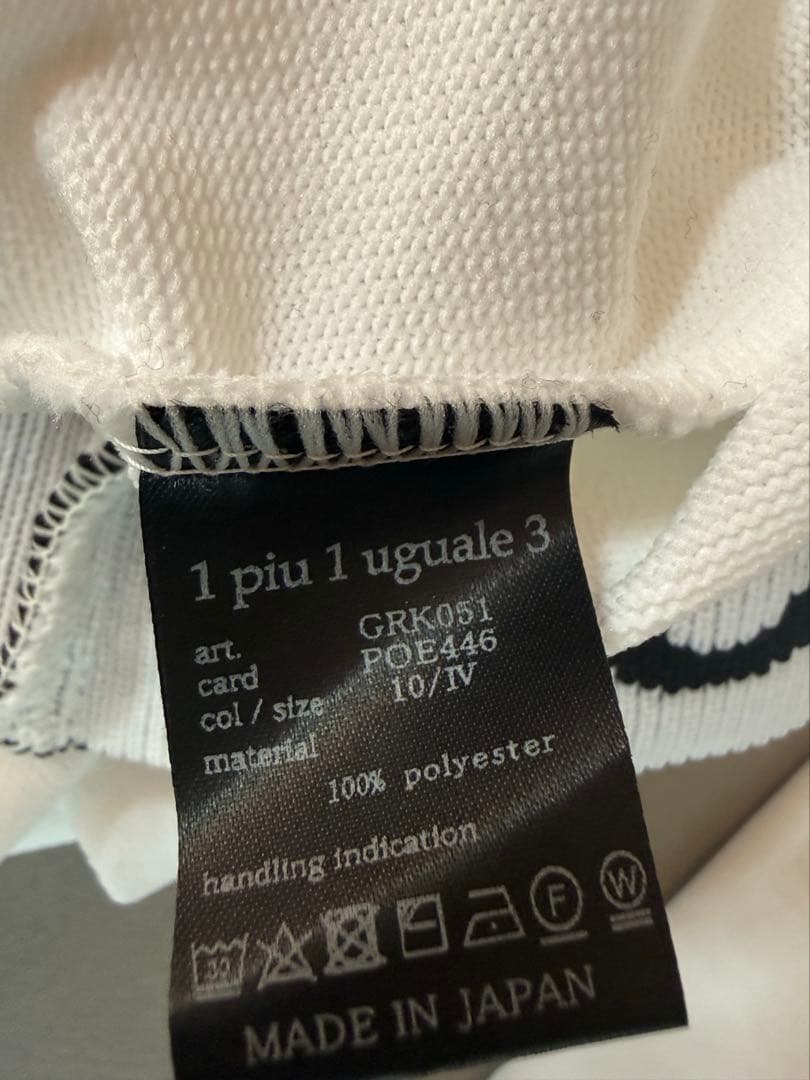 1 piu 1 uguale 3
art. GRK051
card POE446
col / size 10/IV
material
100% polyester
handling indication
30 F W
MADE IN JAPAN